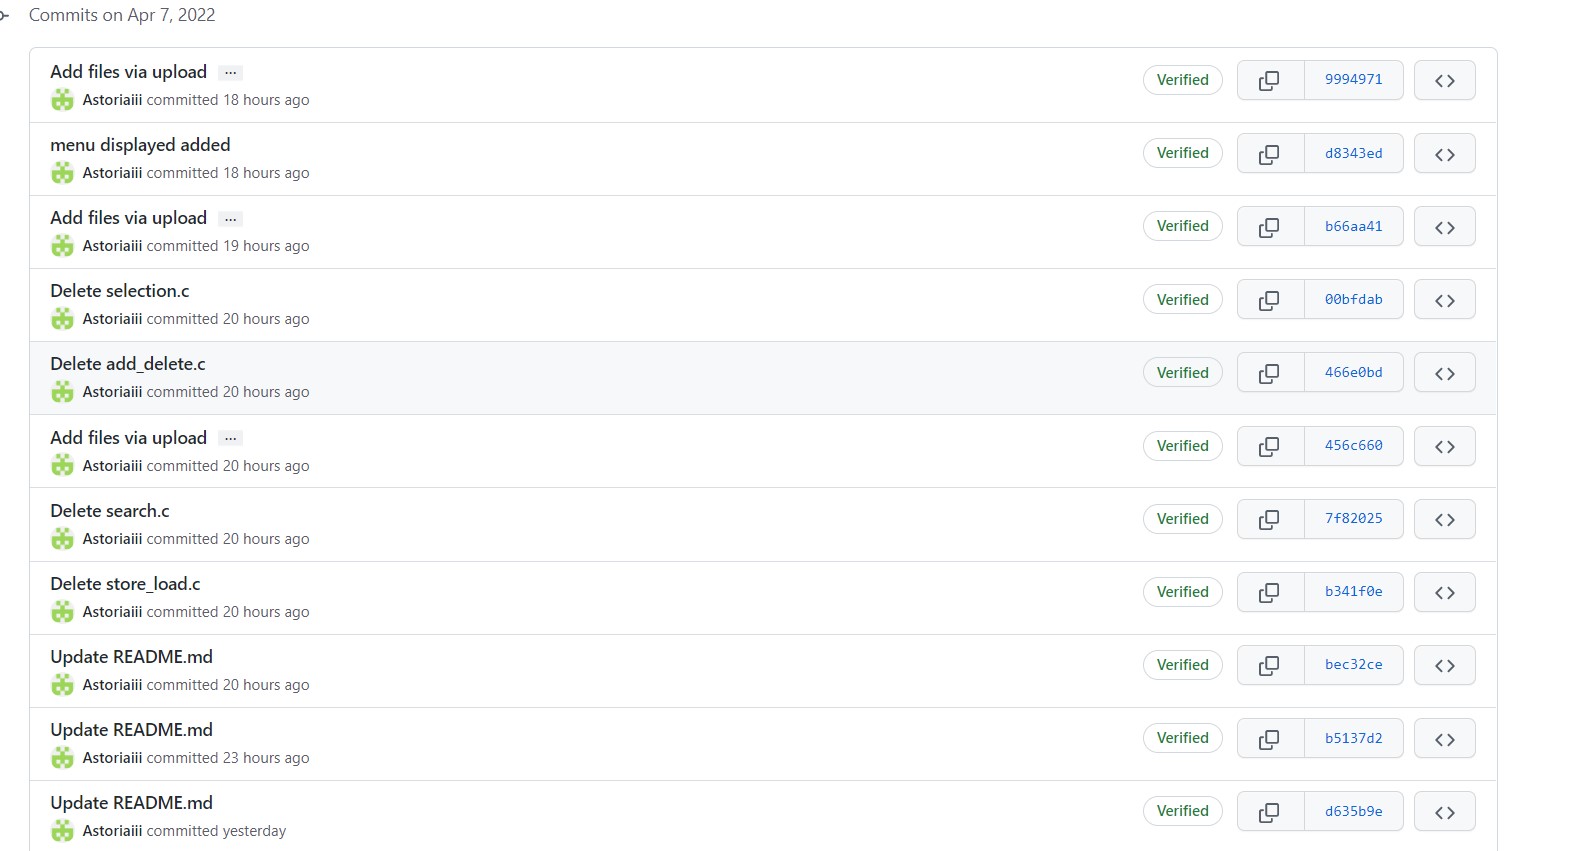 Commits on Apr 7, 2022
Add files via upload ...
Verified
9994971
Astoriaiii committed 18 hours ago
menu displayed added
Verified
d8343ed
Astoriaiii committed 18 hours ago
Add files via upload ...
Verified
b66aa41
Astoriaiii committed 19 hours ago
Delete selection.c
Verified
00bfdab
Astoriaiii committed 20 hours ago
Delete add_delete.c
Verified
466e0bd
Astoriaiii committed 20 hours ago
Add files via upload ...
Verified
456c660
Astoriaiii committed 20 hours ago
Delete search.c
Verified
7f82025
Astoriaiii committed 20 hours ago
Delete store_load.c
Verified
b341f0e
Astoriaiii committed 20 hours ago
Update README.md
Verified
bec32ce
Astoriaiii committed 20 hours ago
Update README.md
Verified
b5137d2
Astoriaiii committed 23 hours ago
Update README.md
Verified
d635b9e
Astoriaiii committed yesterday